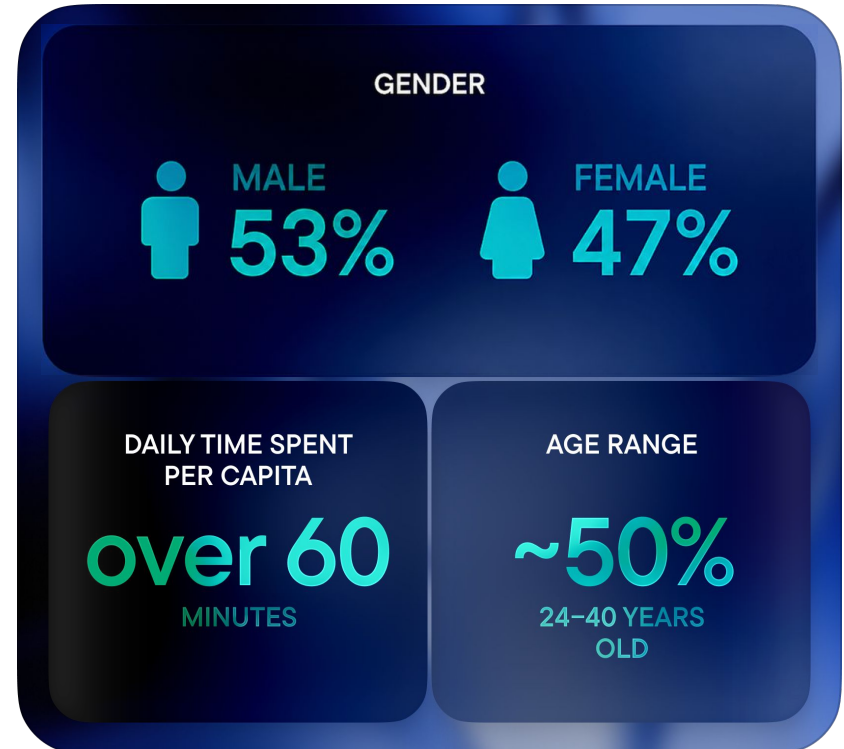 GENDER
MALE
53%
FEMALE
47%
DAILY TIME SPENT
PER CAPITA
over 60
MINUTES
AGE RANGE
~50%
24–40 YEARS
OLD